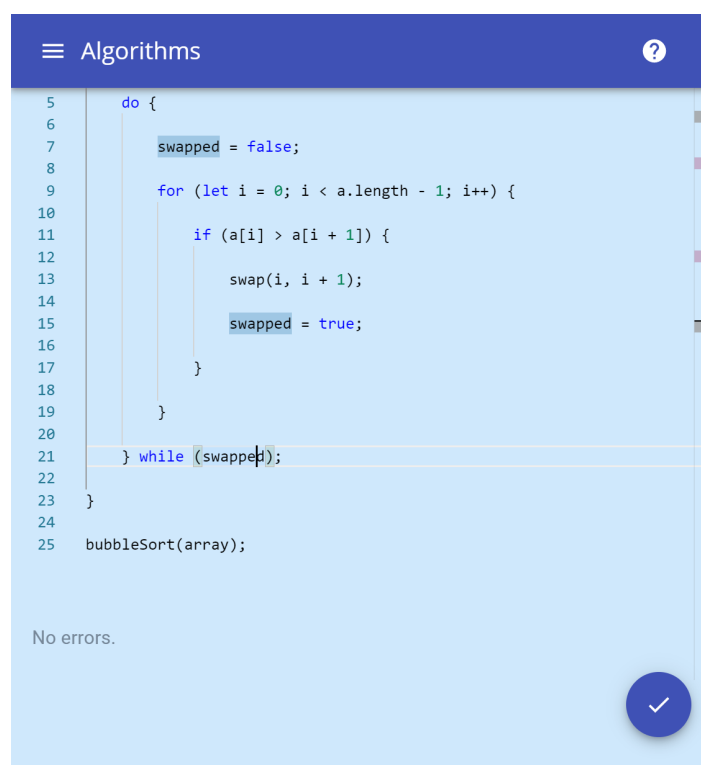 Algorithms
5 do {
6
7 swapped = false;
8
9 for (let i = 0; i < a.length - 1; i++) {
10
11 if (a[i] > a[i + 1]) {
12
13 swap(i, i + 1);
14
15 swapped = true;
16
17 }
18
19 }
20
21 } while (swapped);
22
23 }
24
25 bubbleSort(array);
No errors.